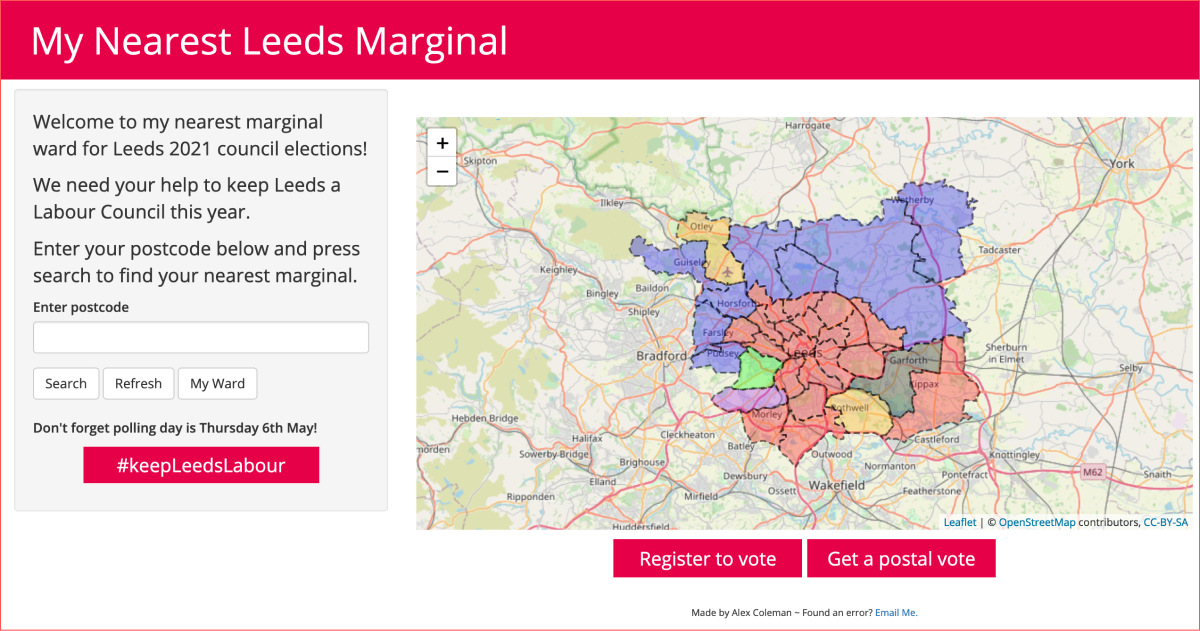 My Nearest Leeds Marginal
Welcome to my nearest marginal
ward for Leeds 2021 council elections!
We need your help to keep Leeds a
Labour Council this year.
Enter your postcode below and press
search to find your nearest marginal.
Enter postcode
Search Refresh My Ward
Don't forget polling day is Thursday 6th May!
#keepLeedsLabour
+
−
Harrogate
Skipton
York
Ilkley
Wetherby
Otley
Tadcaster
Guiseley
Keighley
Baildon
Bingley
Horsforth
Shipley
Farsley
Bradford
Pudsey
Leeds
Garforth
Sherburn
in Elmet
Selby
Kippax
Rothwell
Morley
Hebden Bridge
Halifax
Cleckheaton
Batley
Castleford
morden
Sowerby Bridge
Brighouse
Outwood
Knottingley
Normanton
Dewsbury
Pontefract
M62
Snaith
Elland
Ossett
Wakefield
Featherstone
Ripponden
Mirfield
Huddersfield
Leaflet | © OpenStreetMap contributors, CC-BY-SA
Register to vote Get a postal vote
Made by Alex Coleman ~ Found an error? Email Me.